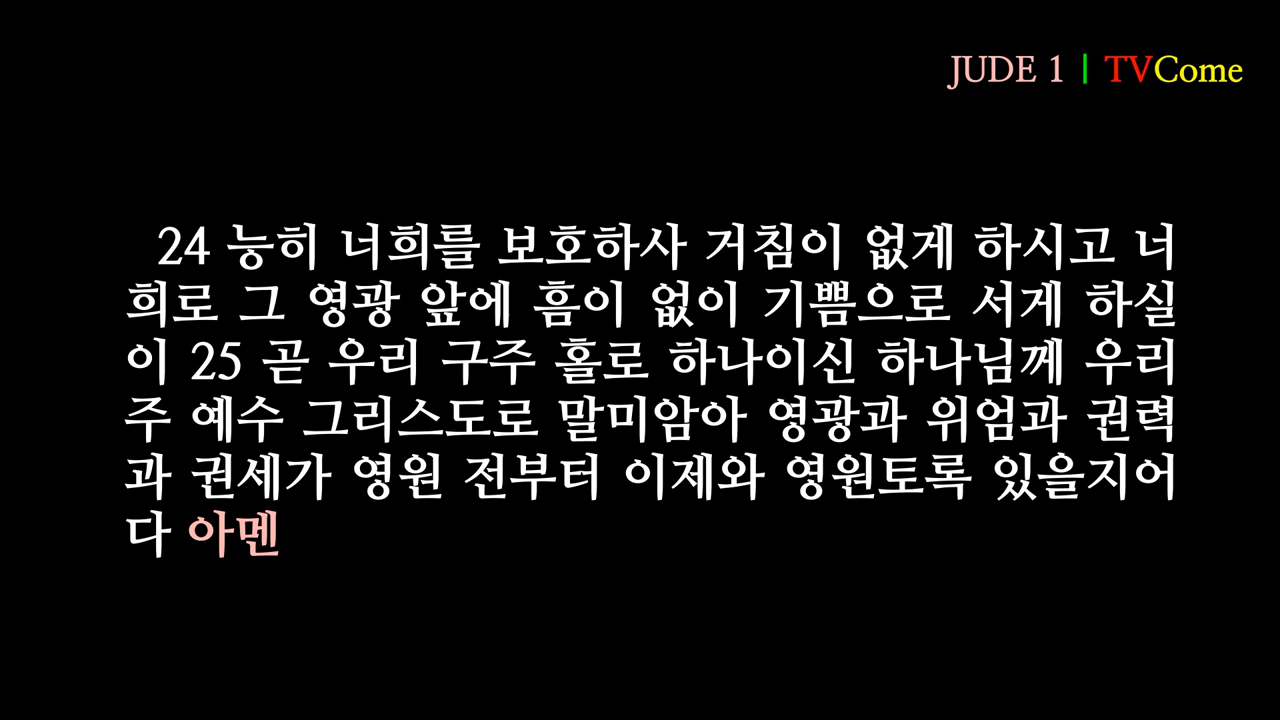 JUDE 1 | TVCome
24 능히 너희를 보호하사 거침이 없게 하시고 너
희로 그 영광 앞에 흠이 없이 기쁨으로 서게 하실
이 25 곧 우리 구주 홀로 하나이신 하나님께 우리
주 예수 그리스도로 말미암아 영광과 위엄과 권력
과 권세가 영원 전부터 이제와 영원토록 있을지어
다 아멘